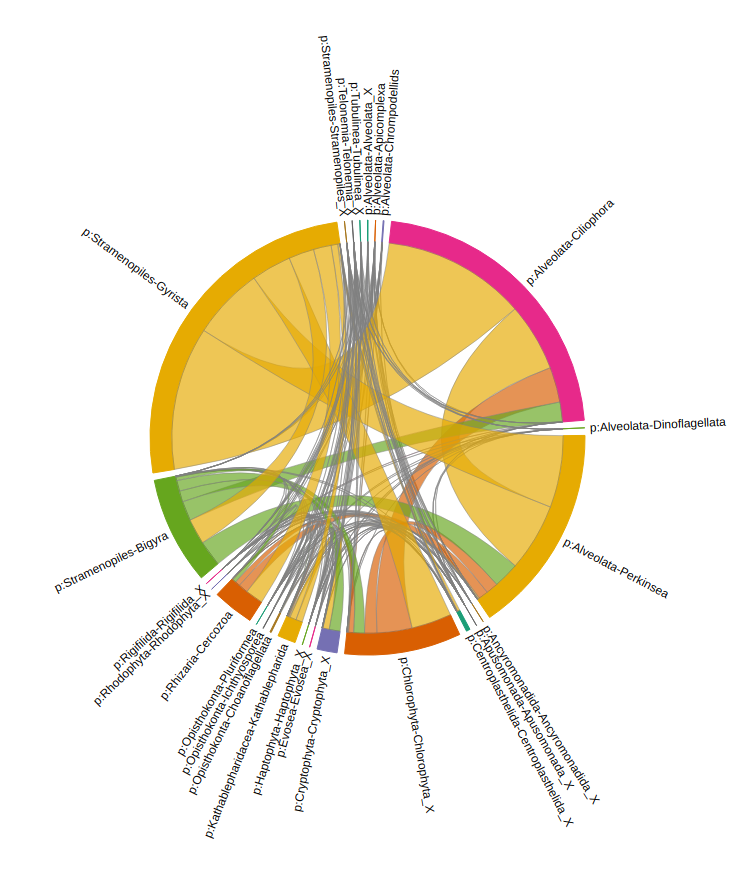 p:Stramenopiles-Stramenopiles_X
p:Telonemia-Telonemia_X
p:Tubulinea-Tubulinea_X
p:Alveolata-Alveolata_X
p:Alveolata-Apicomplexa
p:Alveolata-Chrompodellids
p:Alveolata-Ciliophora
p:Alveolata-Dinoflagellata
p:Alveolata-Perkinsea
p:Ancyromonadida-Ancyromonadida_X
p:Apusomonada-Apusomonada_X
p:Centroplasthelida-Centroplasthelida_X
p:Chlorophyta-Chlorophyta_X
p:Cryptophyta-Cryptophyta_X
p:Evosea-Evosea_X
p:Haptophyta-Haptophyta_X
p:Kathablepharidacea-Kathablepharida
p:Opisthokonta-Choanoflagellata
p:Opisthokonta-Ichthyosporea
p:Opisthokonta-Pluriformea
p:Rhizaria-Cercozoa
p:Rhodophyta-Rhodophyta_X
p:Rigifilida-Rigifilida_X
p:Stramenopiles-Bigyra
p:Stramenopiles-Gyrista